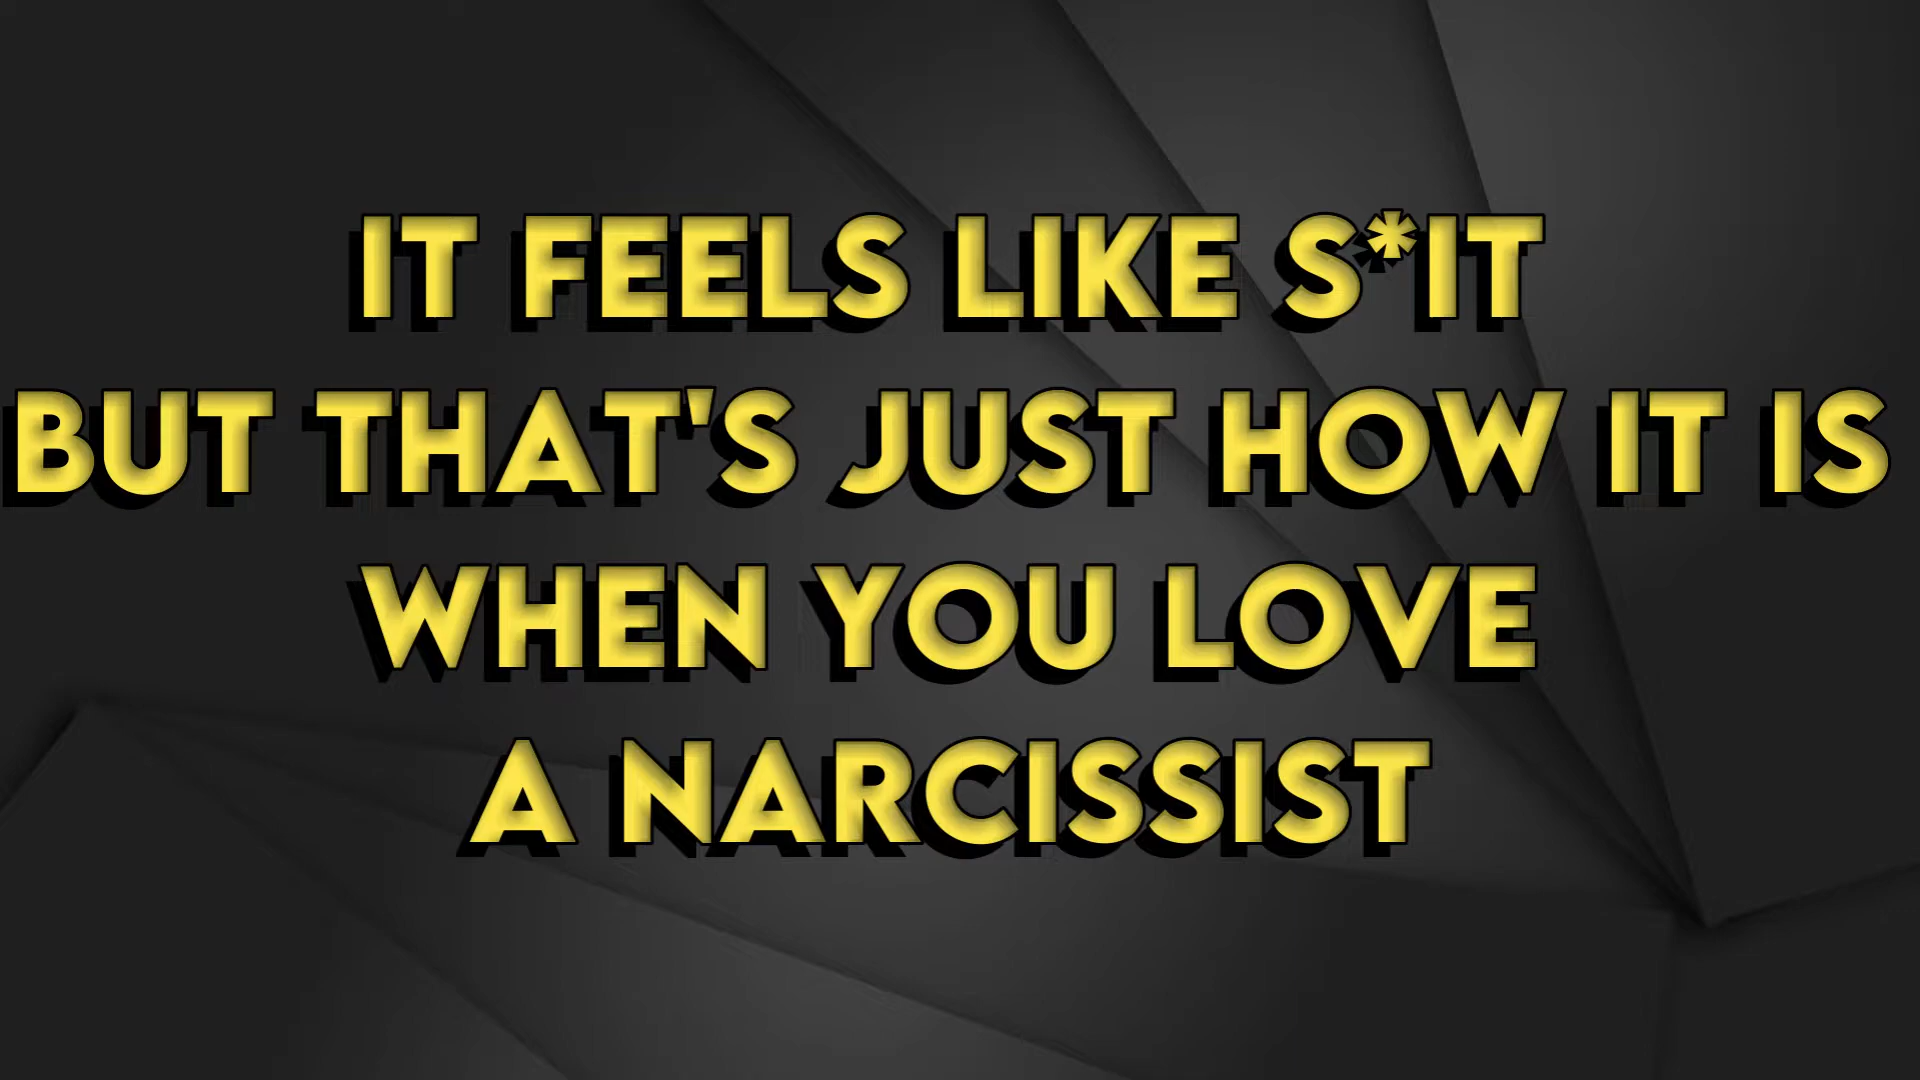 IT FEELS LIKE S*IT
BUT THAT'S JUST HOW IT IS
WHEN YOU LOVE
A NARCISSIST